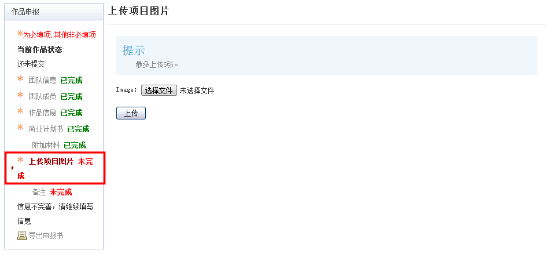 作品申报
*为必填项,其他非必填项
当前作品状态
还未提交
* 团队信息 已完成
* 团队成员 已完成
* 作品信息 已完成
* 商业计划书 已完成
附加材料 已完成
* 上传项目图片 未完
成
备注 未完成
信息不完善,请继续填写
信息
导出申报书
上传项目图片
提示
最多上传5张。
Image: 选择文件 未选择文件
上传